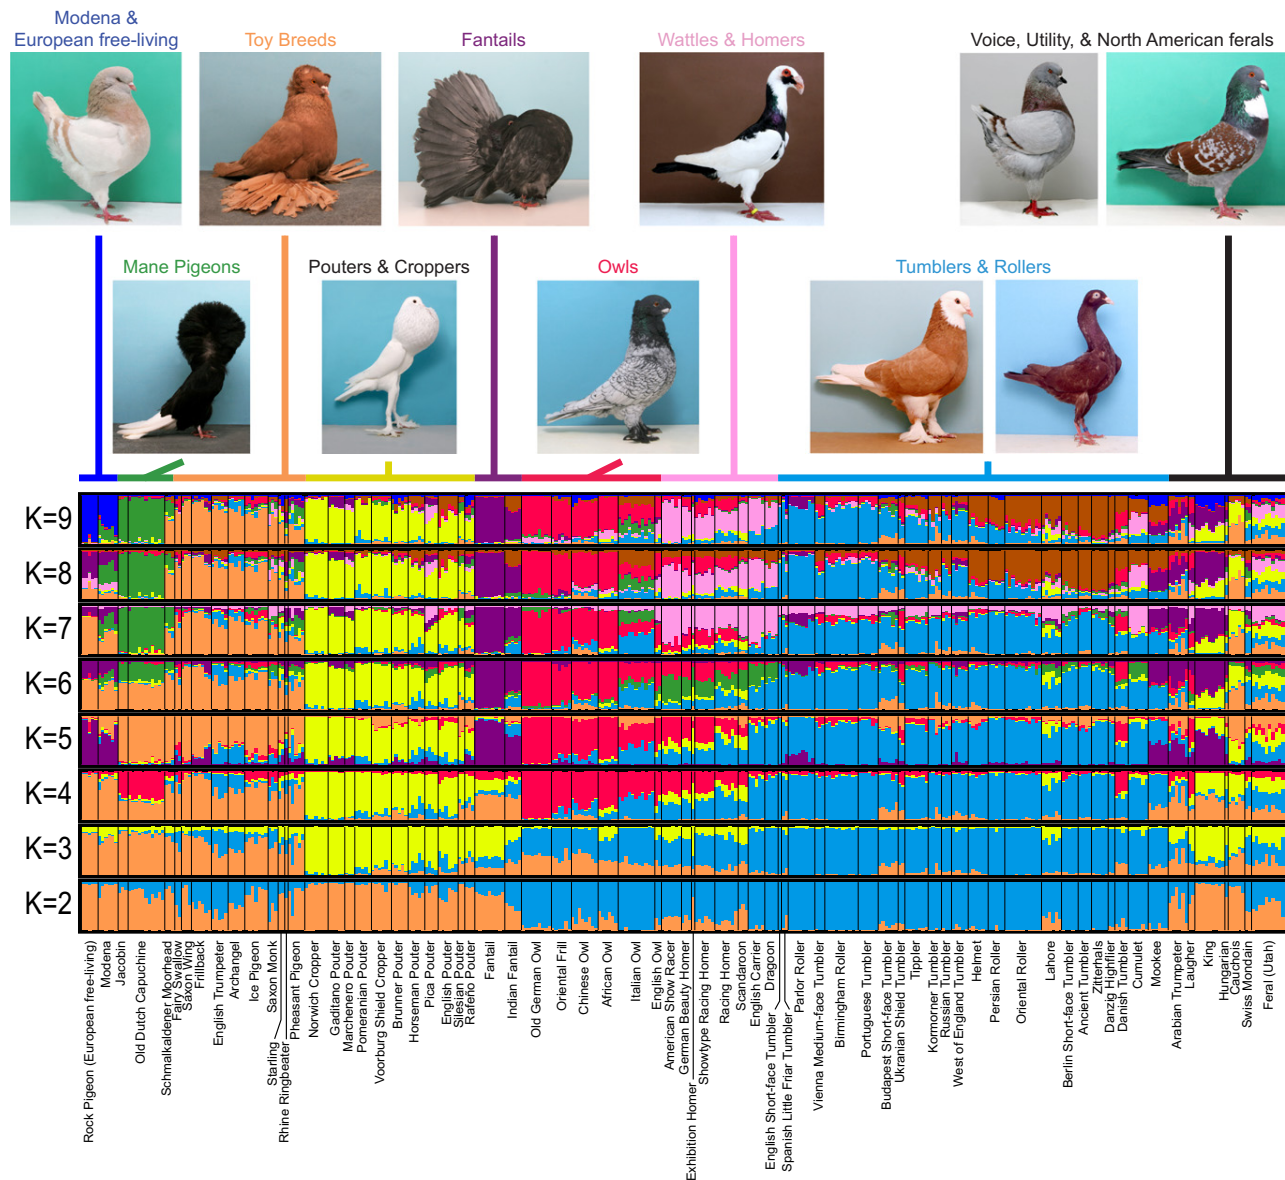 Modena &
European free-living
Toy Breeds
Fantails
Wattles & Homers
Voice, Utility, & North American ferals
Mane Pigeons
Pouters & Croppers
Owls
Tumblers & Rollers
K=9
K=8
K=7
K=6
K=5
K=4
K=3
K=2
Rock Pigeon (European free-living)
Modena
Jacobin
Old Dutch Capuchine
Schmalkaldener Moorhead
Fairy Swallow
Saxon Wing
Frillback
English Trumpeter
Archangel
Ice Pigeon
Saxon Monk
Starling
Rhine Ringbeater
Pheasant Pigeon
Norwich Cropper
Gaditano Pouter
Marchenero Pouter
Pomeranian Pouter
Voorburg Shield Cropper
Brunner Pouter
Horseman Pouter
Pica Pouter
English Pouter
Silesian Pouter
Rafeño Pouter
Fantail
Indian Fantail
Old German Owl
Oriental Frill
Chinese Owl
African Owl
Italian Owl
English Owl
American Show Racer
German Beauty Homer
Exhibition Homer
Showtype Racing Homer
Racing Homer
Scandaroon
English Carrier
Dragoon
English Short-face Tumbler
Spanish Little Friar Tumbler
Parlor Roller
Vienna Medium-face Tumbler
Birmingham Roller
Portuguese Tumbler
Budapest Short-face Tumbler
Ukranian Shield Tumbler
Tippler
Kormorner Tumbler
Russian Tumbler
West of England Tumbler
Helmet
Persian Roller
Oriental Roller
Lahore
Berlin Short-face Tumbler
Ancient Tumbler
Zitterhals
Danzig Highflier
Danish Tumbler
Cumulet
Mookee
Arabian Trumpeter
Laugher
King
Hungarian
Cauchois
Swiss Mondain
Feral (Utah)